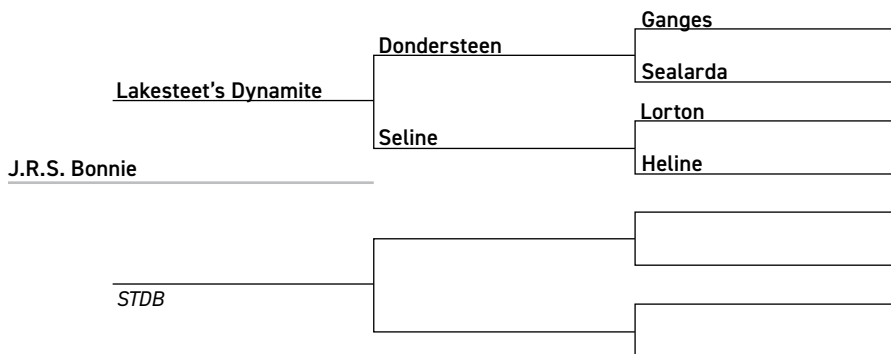 Ganges
Dondersteen
Sealarda
Lakesteet's Dynamite
Lorton
Seline
Heline
J.R.S. Bonnie
STDB